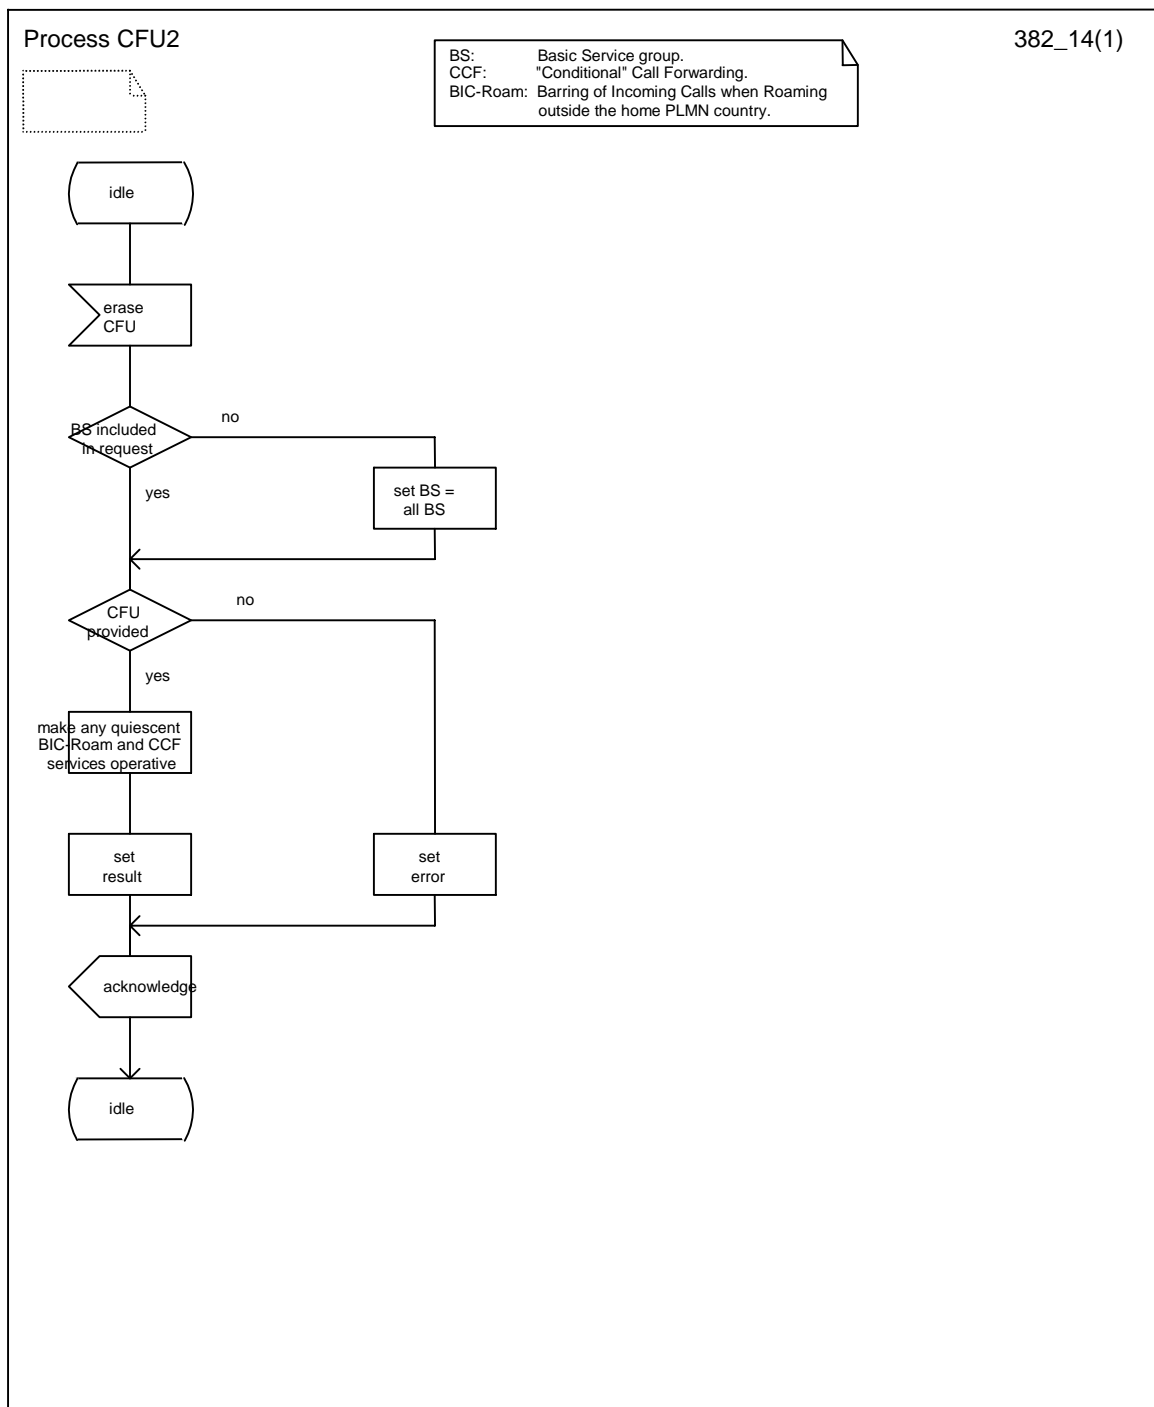 Process CFU2
382_14(1)
BS: Basic Service group.
CCF: "Conditional" Call Forwarding.
BIC-Roam: Barring of Incoming Calls when Roaming
outside the home PLMN country.
idle
erase
CFU
BS included
in request
no
yes
set BS =
all BS
CFU
provided
no
yes
make any quiescent
BIC-Roam and CCF
services operative
set
result
set
error
acknowledge
idle